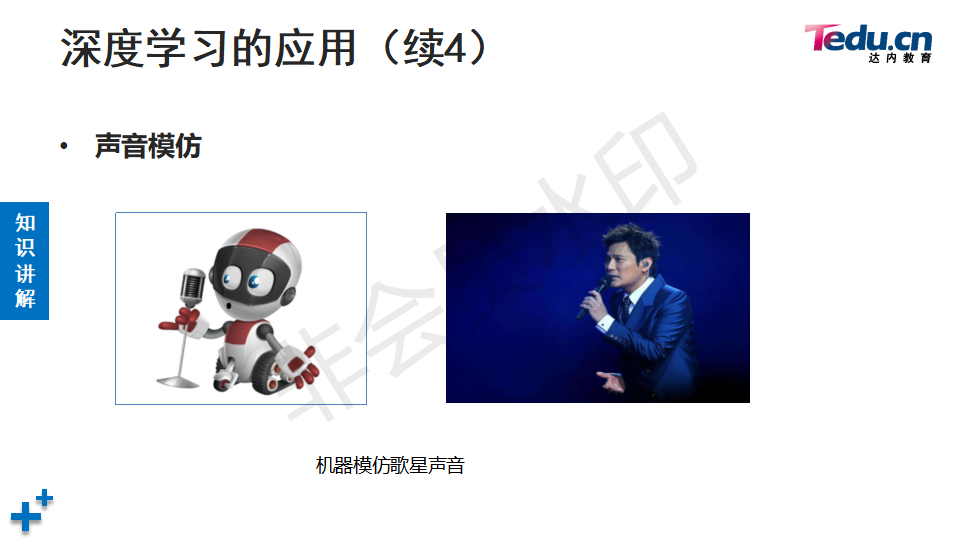 深度学习的应用（续4）
Tedu.cn
达内教育
• 声音模仿
知识讲解
非会员水印
机器模仿歌星声音